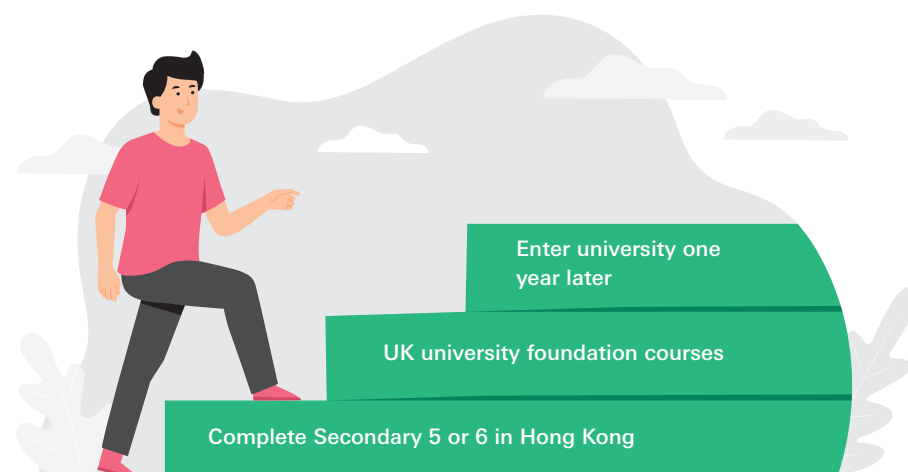 Enter university one
year later
UK university foundation courses
Complete Secondary 5 or 6 in Hong Kong